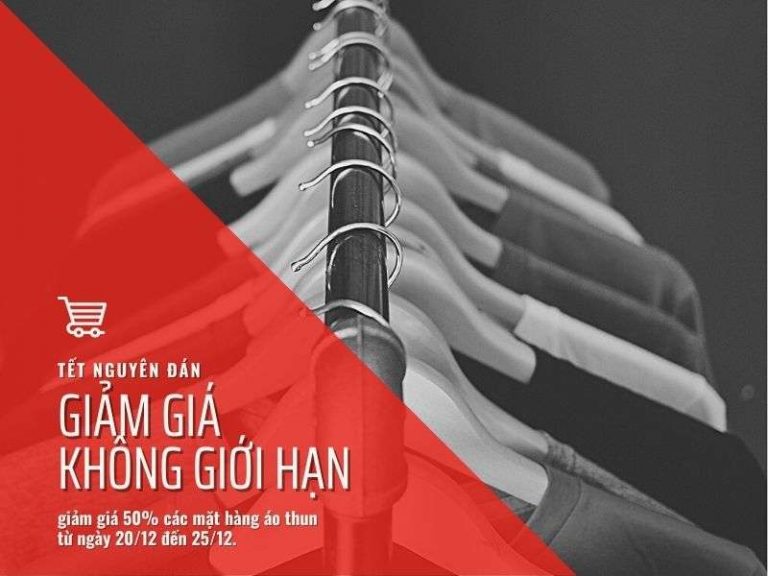 TẾT NGUYÊN ĐÁN
GIẢM GIÁ
KHÔNG GIỚI HẠN
giảm giá 50% các mặt hàng áo thun
từ ngày 20/12 đến 25/12.